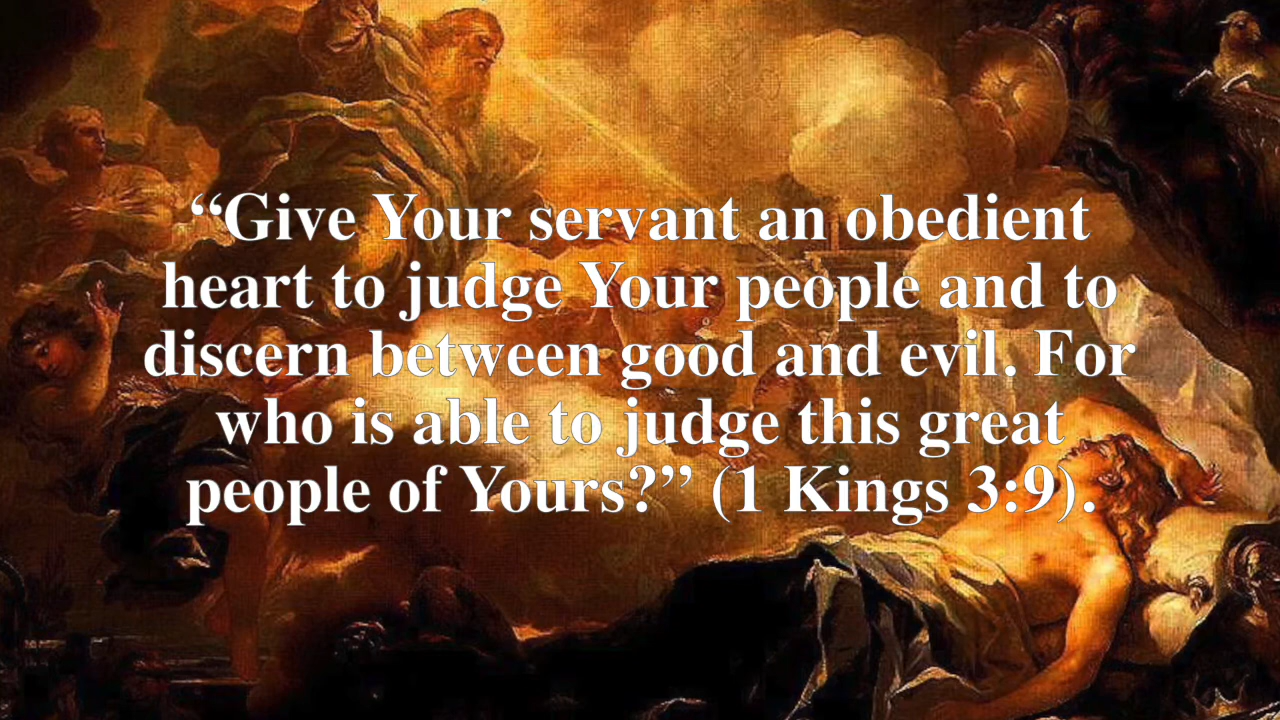 “Give Your servant an obedient
heart to judge Your people and to
discern between good and evil. For
who is able to judge this great
people of Yours?” (1 Kings 3:9).